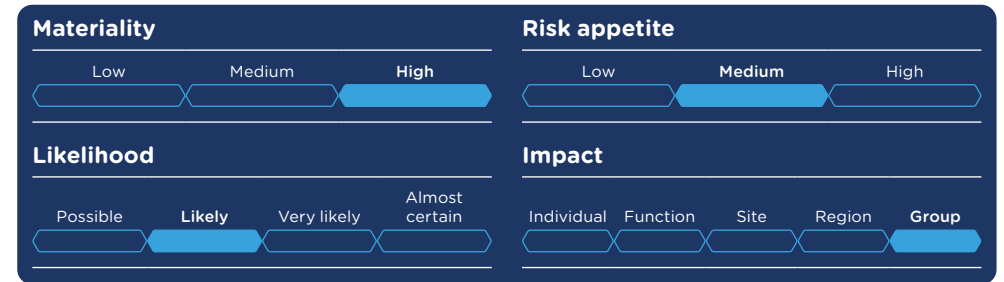 Materiality
Low Medium High
Risk appetite
Low Medium High
Likelihood
Possible Likely Very likely Almost
certain
Impact
Individual Function Site Region Group